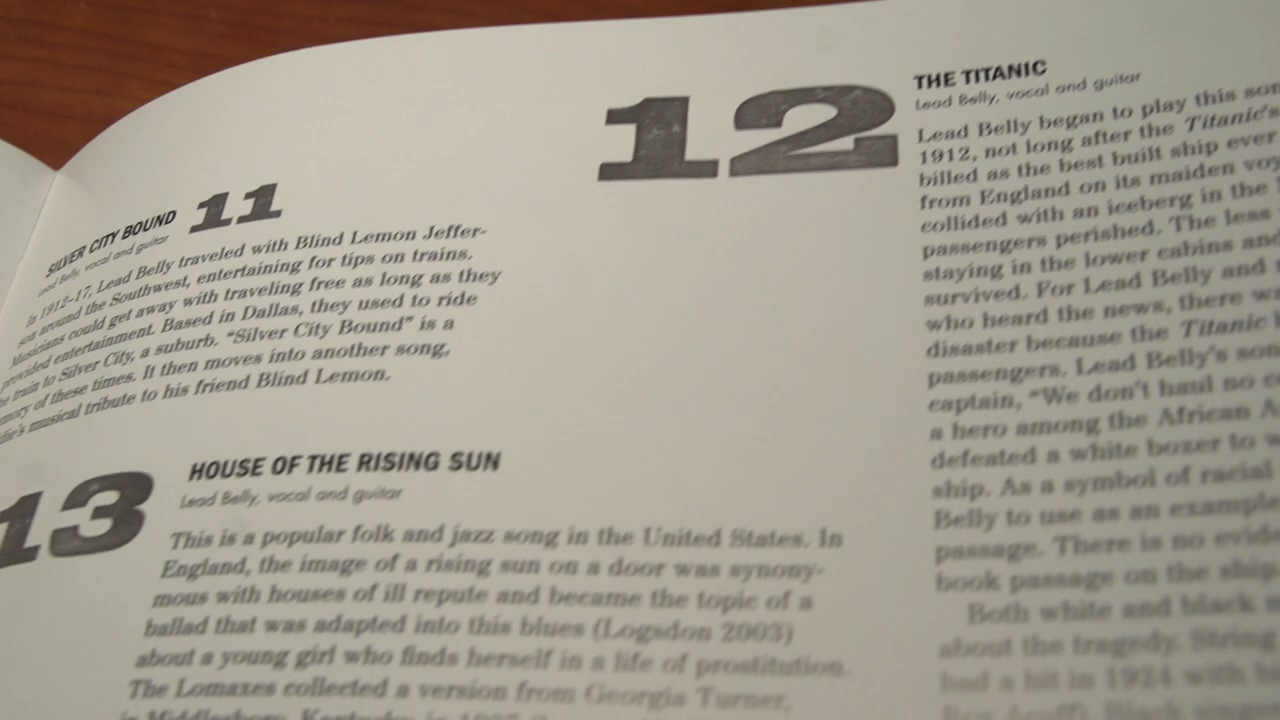 SILVER CITY BOUND
11
Lead Belly, vocal and guitar
In 1912–17, Lead Belly traveled with Blind Lemon Jeffer-
son around the Southwest, entertaining for tips on trains.
Musicians could get away with traveling free as long as they
provided entertainment. Based in Dallas, they used to ride
train to Silver City, a suburb. “Silver City Bound” is a
of these times. It then moves into another song,
musical tribute to his friend Blind Lemon.
12
THE TITANIC
Lead Belly, vocal and guitar
Lead Belly began to play this
1912, not long after the Titanic's
billed as the best built ship ever
from England on its maiden
collided with an iceberg in the
passengers perished. The less
staying in the lower cabins
survived. For Lead Belly and
who heard the news, there
disaster because the Titanic
passengers. Lead Belly's
captain, “We don't haul no
a hero among the African
defeated a white boxer to
ship. As a symbol of racial
Belly to use as an example
passage. There is no
book passage on the ship
Both white and black
about the tragedy. String
had a hit in 1924 with
13
HOUSE OF THE RISING SUN
Lead Belly, vocal and guitar
This is a popular folk and jazz song in the United States. In
England, the image of a rising sun on a door was synony-
mous with houses of ill repute and became the topic of a
ballad that was adapted into this blues (Logsdon 2003)
about a young girl who finds herself in a life of prostitution.
The Lomaxes collected a version from Georgia Turner,